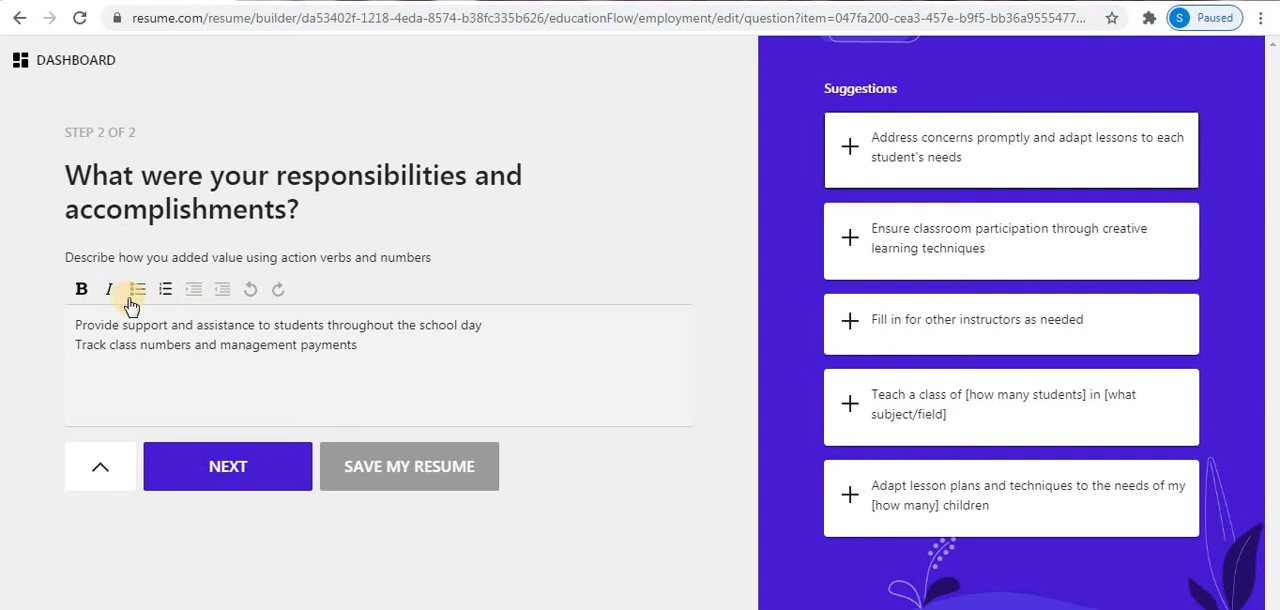 resume.com/resume/builder/da53402f-1218-4eda-8574-b38fc335b626/educationFlow/employment/edit/question?item=047fa200-cea3-457e-b9f5-bb36a9555477...
S
Paused
DASHBOARD
STEP 2 OF 2
What were your responsibilities and
accomplishments?
Describe how you added value using action verbs and numbers
B I
Provide support and assistance to students throughout the school day
Track class numbers and management payments
NEXT
SAVE MY RESUME
Suggestions
Address concerns promptly and adapt lessons to each
student's needs
Ensure classroom participation through creative
learning techniques
Fill in for other instructors as needed
Teach a class of [how many students] in [what
subject/field]
Adapt lesson plans and techniques to the needs of my
[how many] children